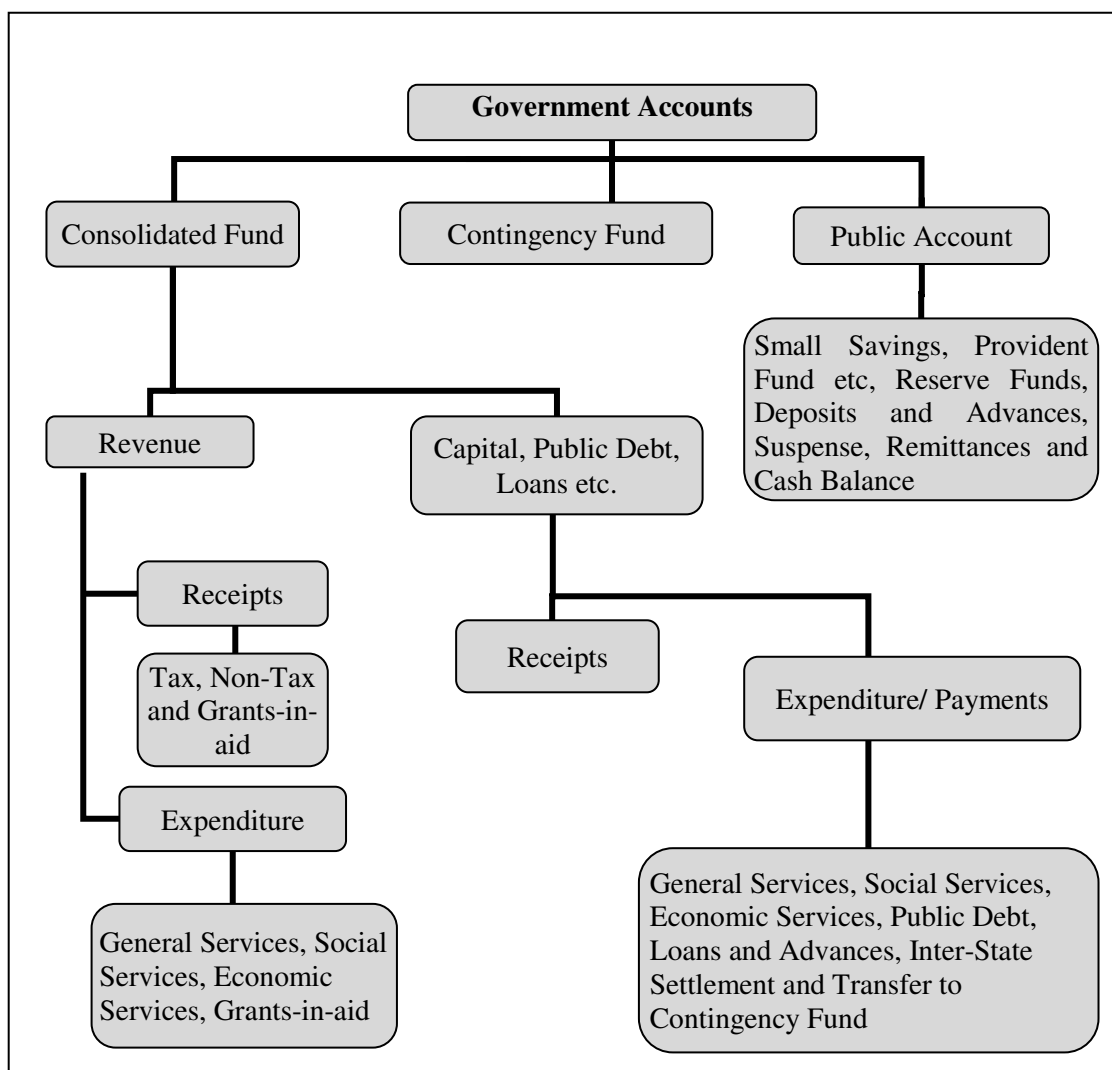 Government Accounts
Consolidated Fund
Contingency Fund
Public Account
Small Savings, Provident
Fund etc, Reserve Funds,
Deposits and Advances,
Suspense, Remittances and
Cash Balance
Revenue
Capital, Public Debt,
Loans etc.
Receipts
Tax, Non-Tax
and Grants-in-
aid
Expenditure
General Services, Social
Services, Economic
Services, Grants-in-aid
Receipts
Expenditure/ Payments
General Services, Social Services,
Economic Services, Public Debt,
Loans and Advances, Inter-State
Settlement and Transfer to
Contingency Fund